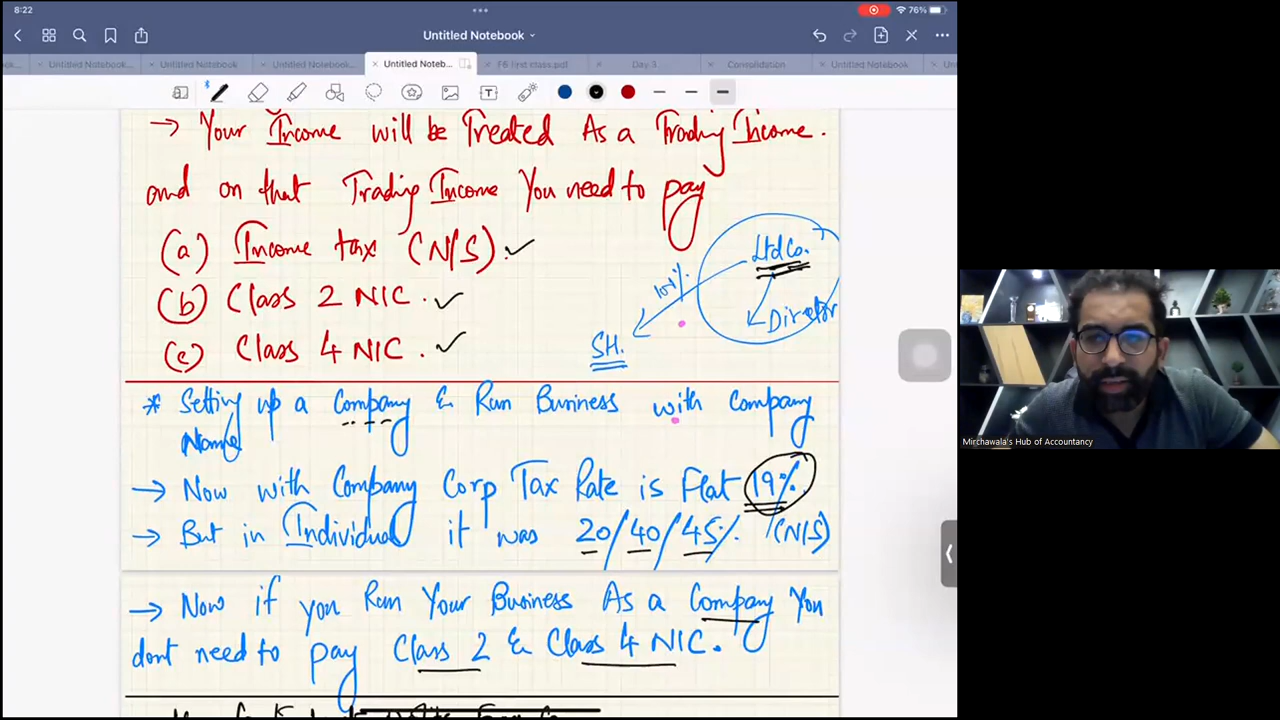 8:22
76%
Untitled Notebook
Untitled Notebook...
Untitled Notebook
Untitled Notebook...
Untitled Noteb...
F6 first class.pdf
Day 3
Consolidation
Untitled Notebook
→ Your Income will be Treated As a Trading Income.
and on that Trading Income You need to pay
(a) Income tax (N/S) ✓
(b) Class 2 NIC. ✓
(c) Class 4 NIC. ✓
Ltd Co.
100%
Director
SH.
* Setting up a Company & Run Business with Company
Name
→ Now with Company Corp Tax Rate is Flat 19%.
→ But in Individual it was 20/40/45% (N/S)
→ Now if you Run Your Business As a Company You
dont need to pay Class 2 & Class 4 NIC.
Mirchawala's Hub of Accountancy